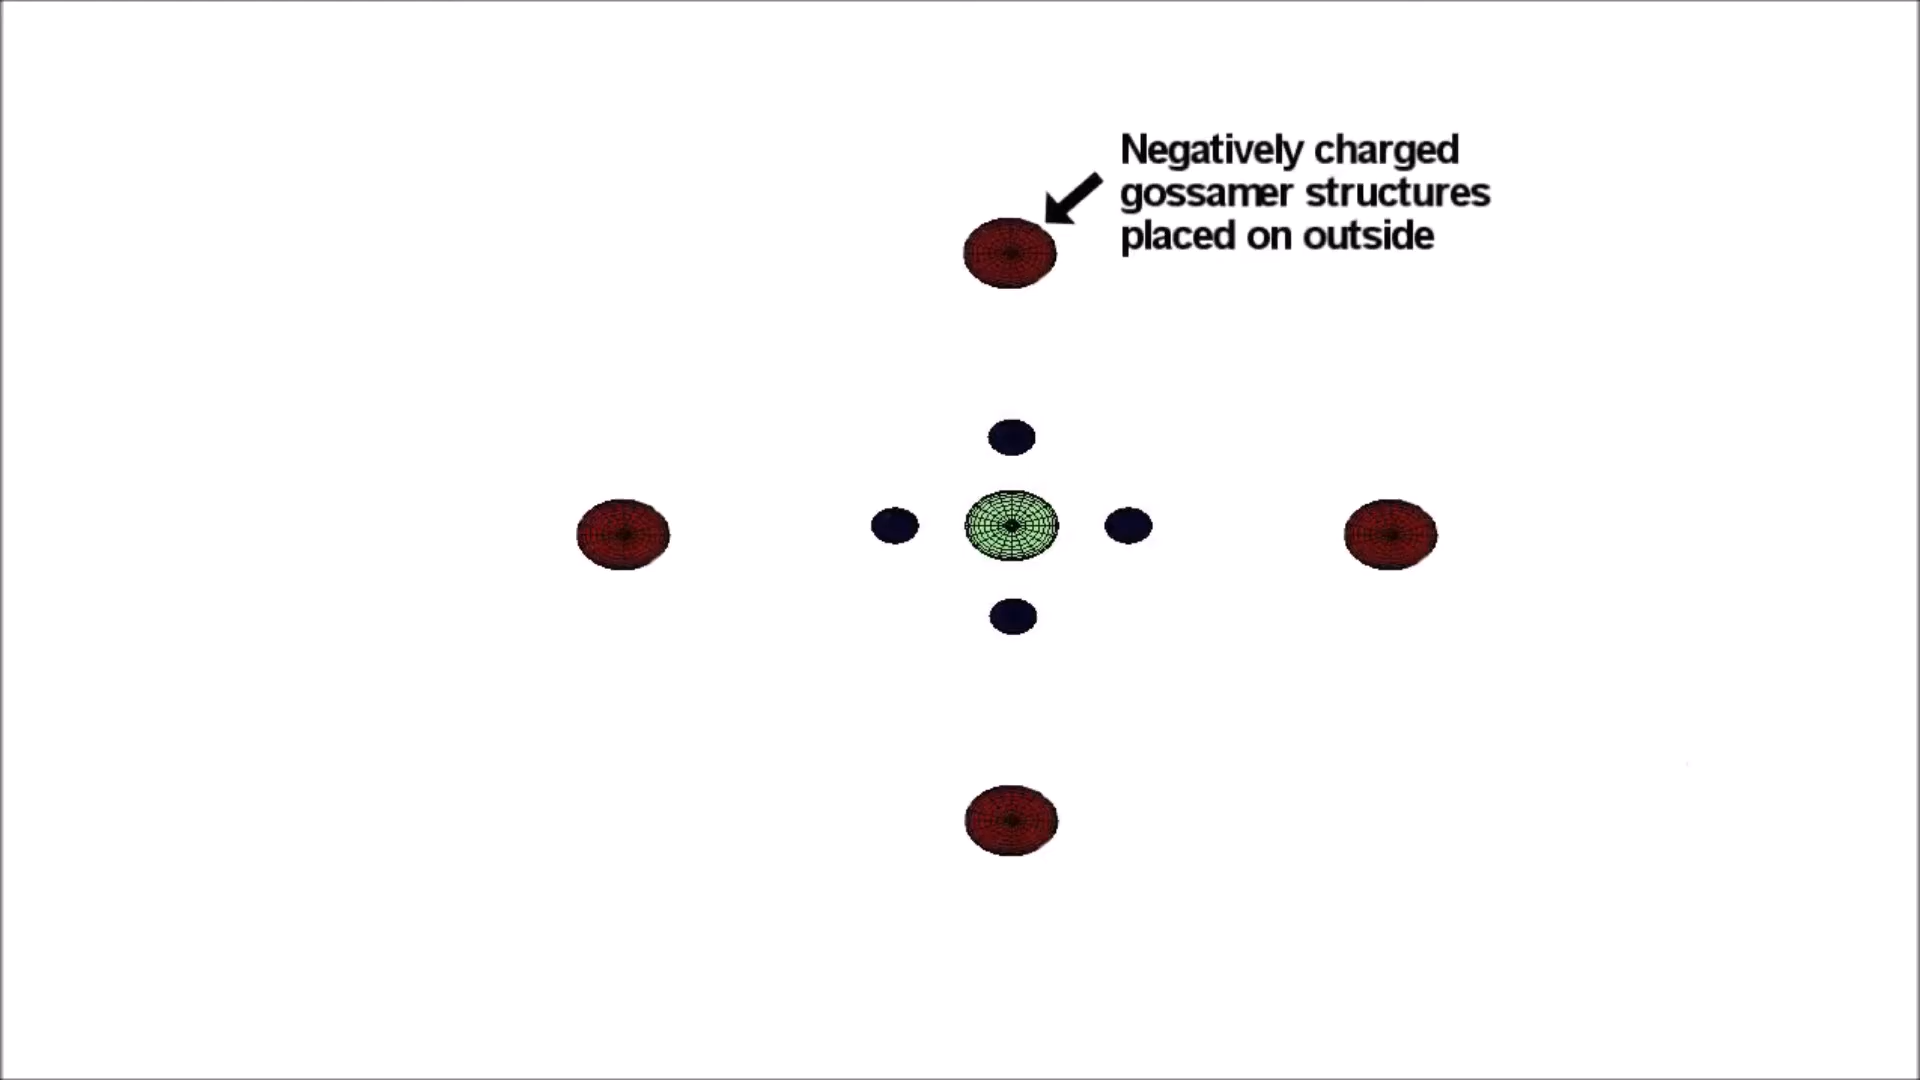 Negatively charged
gossamer structures
placed on outside